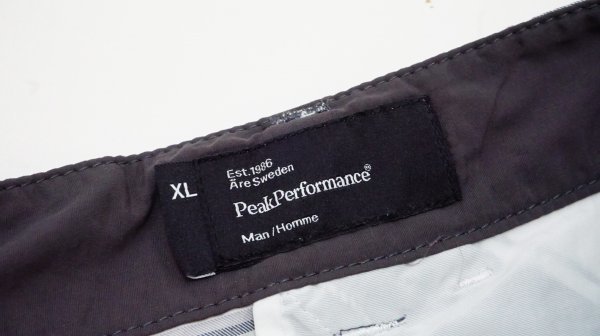 XL
Est.1986
Åre Sweden
PeakPerformance®
Man/Homme